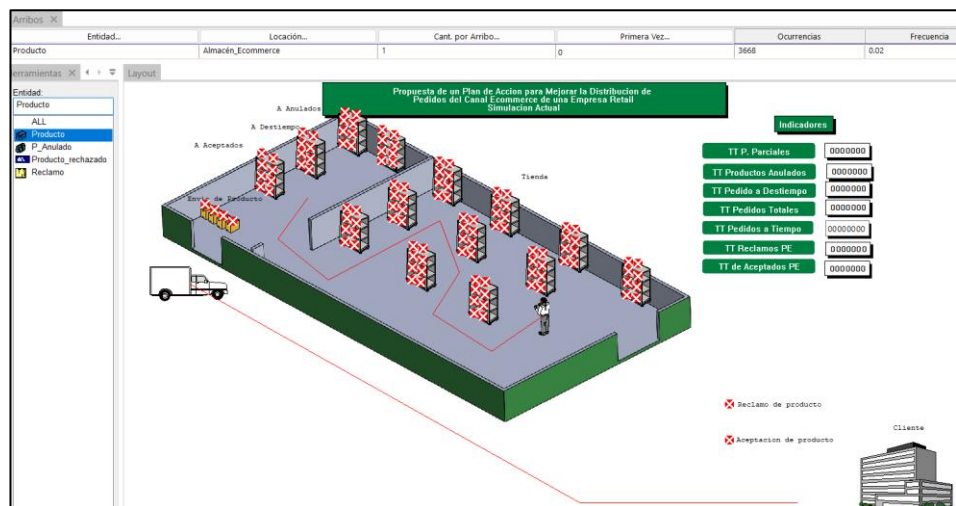 Arribos
Entidad... Locación... Cant. por Arribo... Primera Vez... Ocurrencias Frecuencia
Producto Almacén_Ecommerce 1 0 3668 0.02
erramientas Layout
Entidad:
Producto
ALL
Producto
P_Anulado
Producto_rechazado
Reclamo
Propuesta de un Plan de Accion para Mejorar la Distribucion de
Pedidos del Canal Ecommerce de una Empresa Retail
Simulacion Actual
A Anulados
A Destiempo
A Aceptados
Envio de Producto
Tienda
Indicadores
TT P. Parciales 0000000
TT Productos Anulados 0000000
TT Pedido a Destiempo 0000000
TT Pedidos Totales 0000000
TT Pedidos a Tiempo 00000000
TT Reclamos PE 0000000
TT de Aceptados PE 0000000
Reclamo de producto
Aceptacion de producto
Cliente